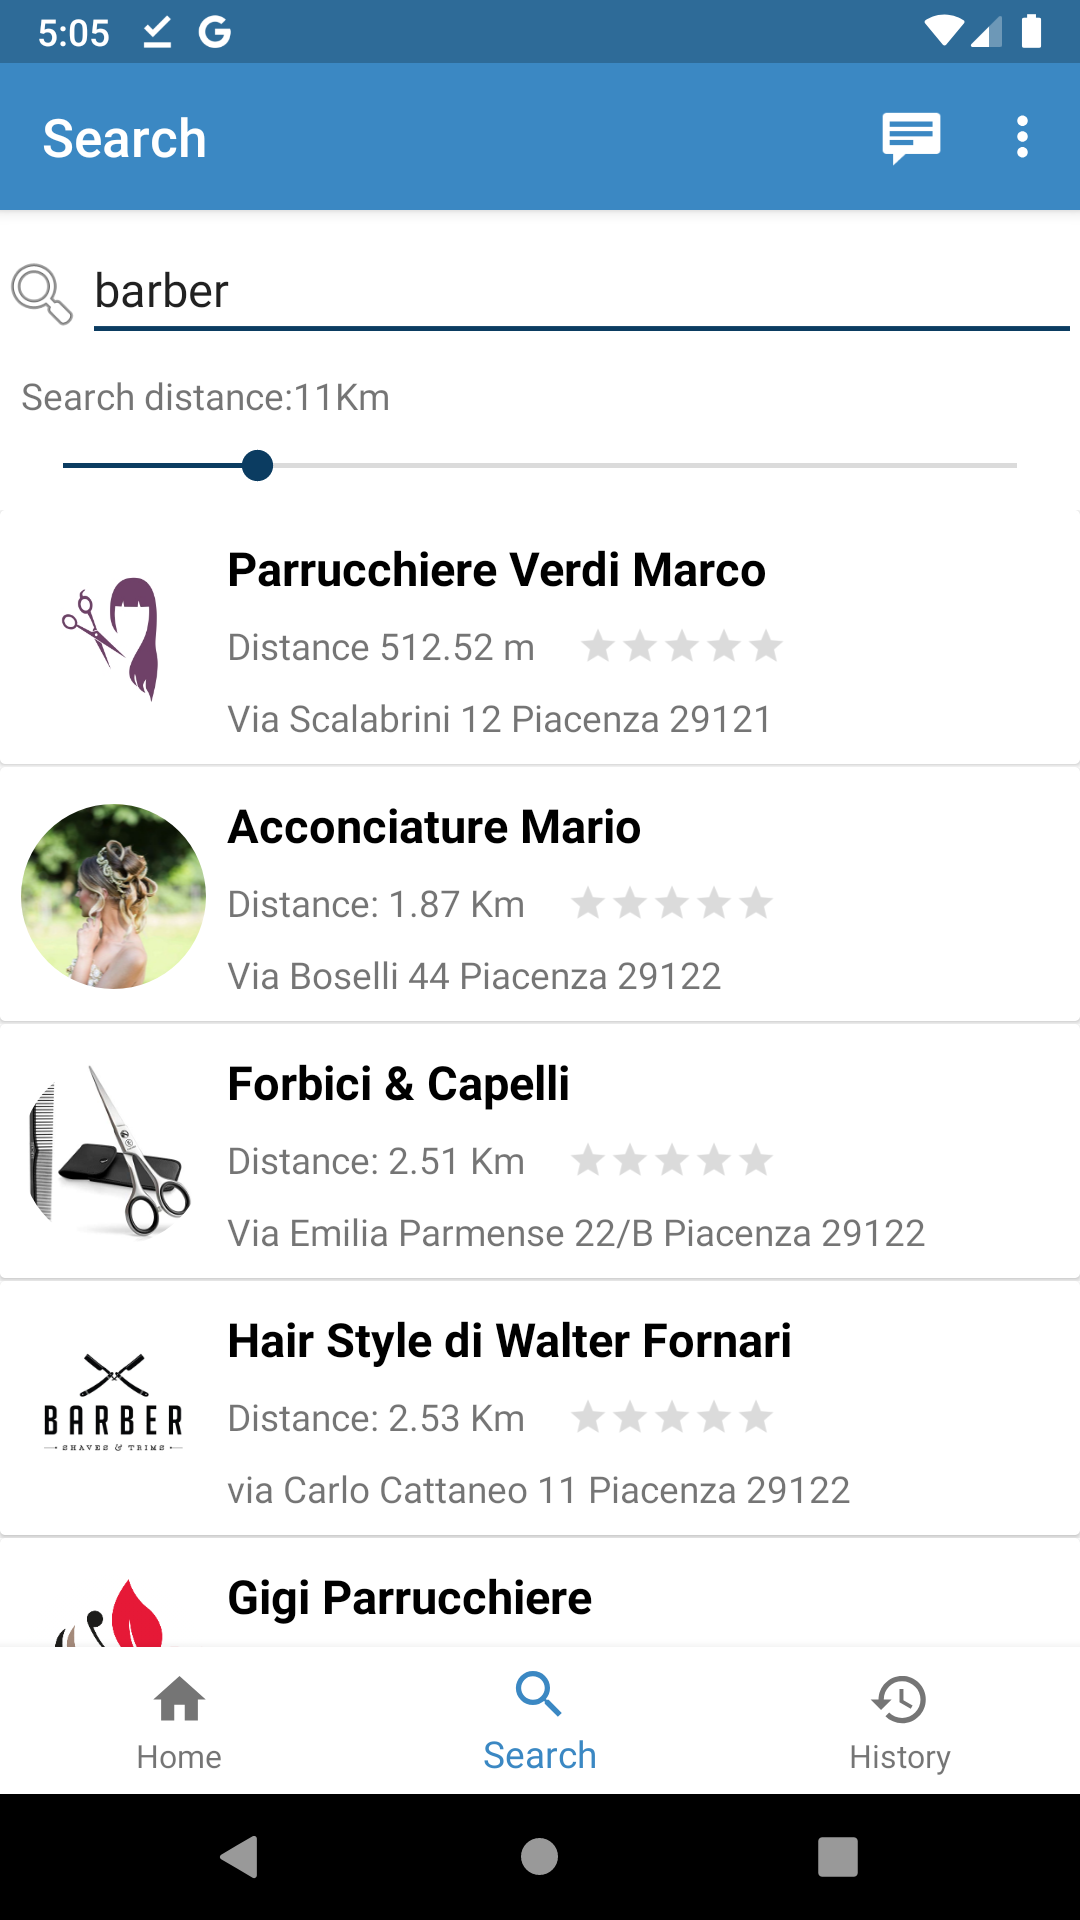 5:05
Search
barber
Search distance:11Km
Parrucchiere Verdi Marco
Distance 512.52 m
Via Scalabrini 12 Piacenza 29121
Acconciature Mario
Distance: 1.87 Km
Via Boselli 44 Piacenza 29122
Forbici & Capelli
Distance: 2.51 Km
Via Emilia Parmense 22/B Piacenza 29122
Hair Style di Walter Fornari
BARBER
SHAVES & TRIMS
Distance: 2.53 Km
via Carlo Cattaneo 11 Piacenza 29122
Gigi Parrucchiere
Home
Search
History